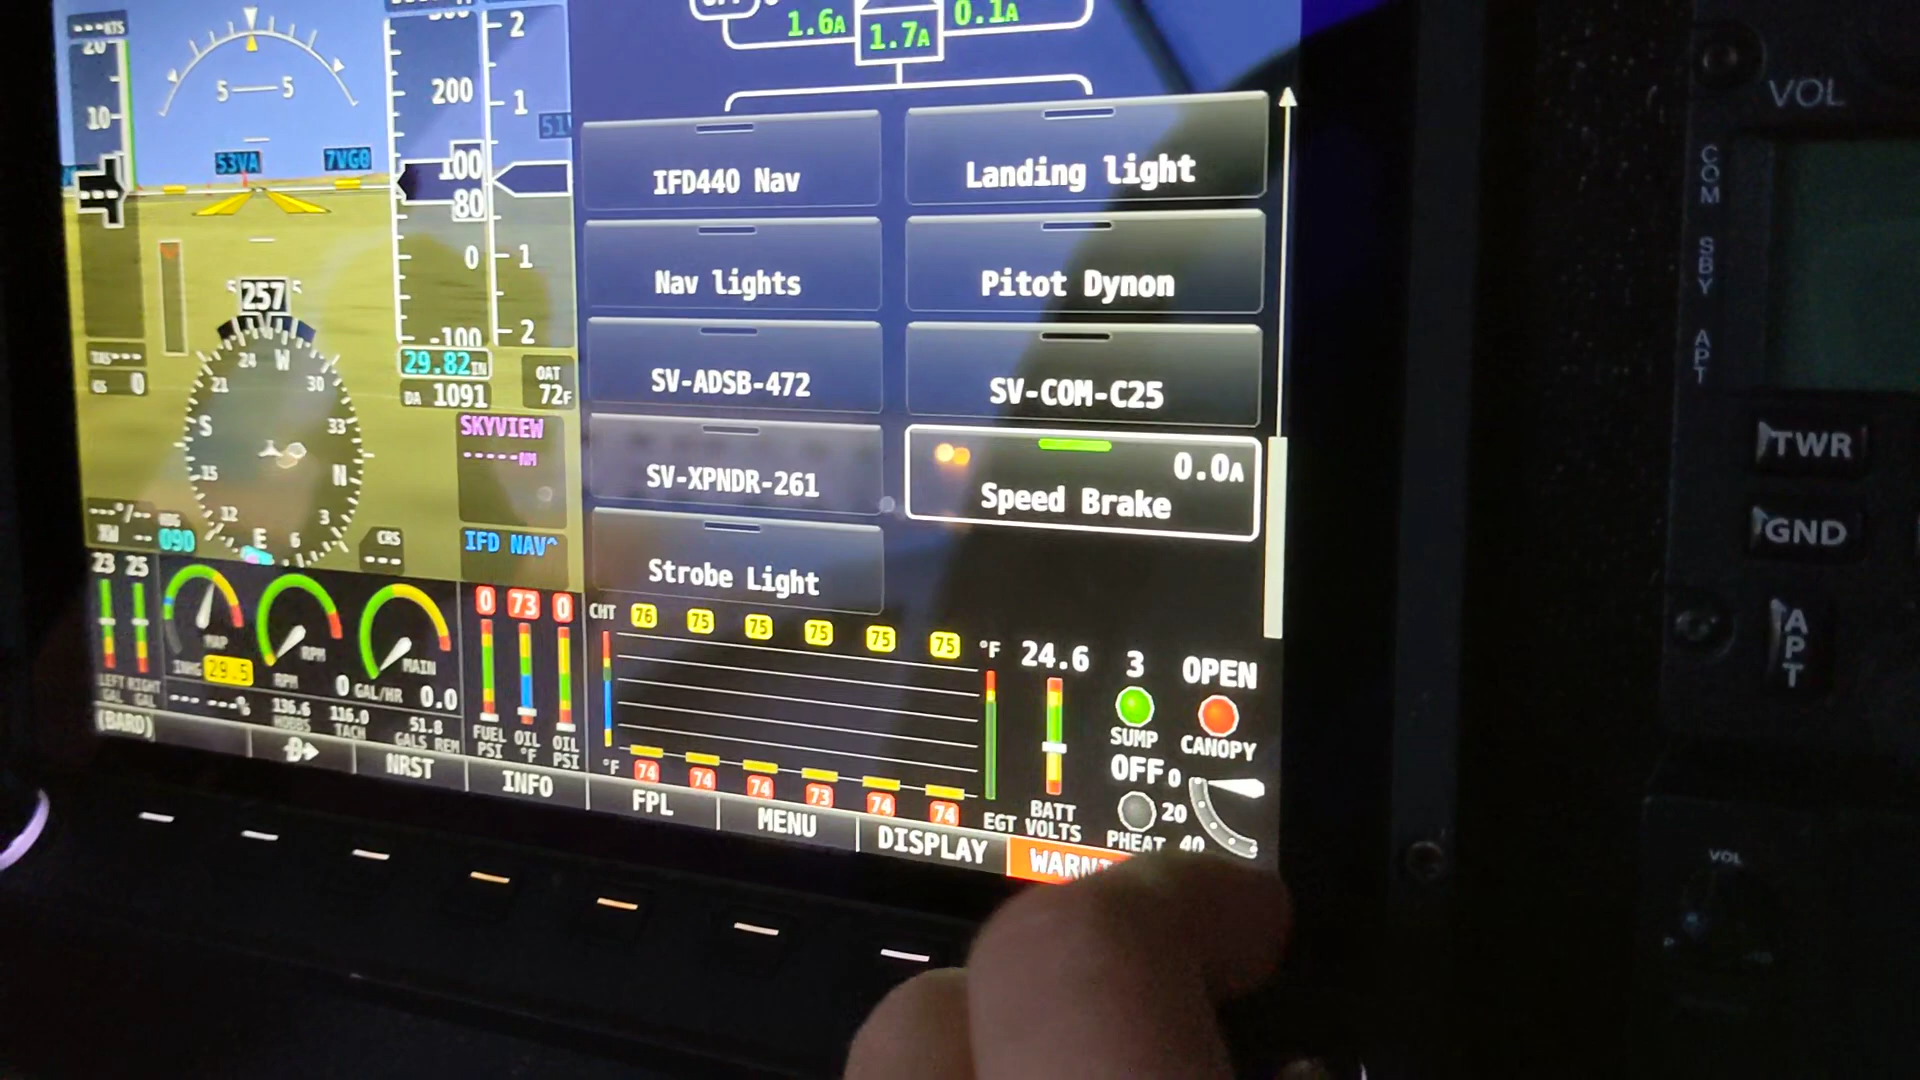 1.6A
0.1A
1.7A
KTS
20
10
5 5
53VA
7VG0
2
1
1
2
200
100
80
0
-100
51
257
W
24
30
21
33
S
N
15
12
3
E
6
TAS---
GS 0
29.82IN
DA 1091
OAT
72F
SKYVIEW
-----NM
IFD NAV^
HDG
090
CRS
---
IFD440 Nav
Landing light
Nav lights
Pitot Dynon
SV-ADSB-472
SV-COM-C25
SV-XPNDR-261
0.0A
Speed Brake
Strobe Light
23 25
LEFT RIGHT
GAL GAL
MAP
INHG 29.5
--- ---%
RPM
RPM 0
136.6
HOBBS
116.0
TACH
MAIN
GAL/HR 0.0
51.8
GALS REM
0 73 0
FUEL PSI
OIL °F
OIL PSI
CHT 76 75 75 75 75 75 °F
°F 74 74 74 73 74 74 EGT
24.6
BATT VOLTS
3
SUMP
OPEN
CANOPY
OFF
PHEAT
0
20
40
(BARO)
NRST
INFO
FPL
MENU
DISPLAY
VOL
COM
SBY
APT
TWR
GND
APT
VOL